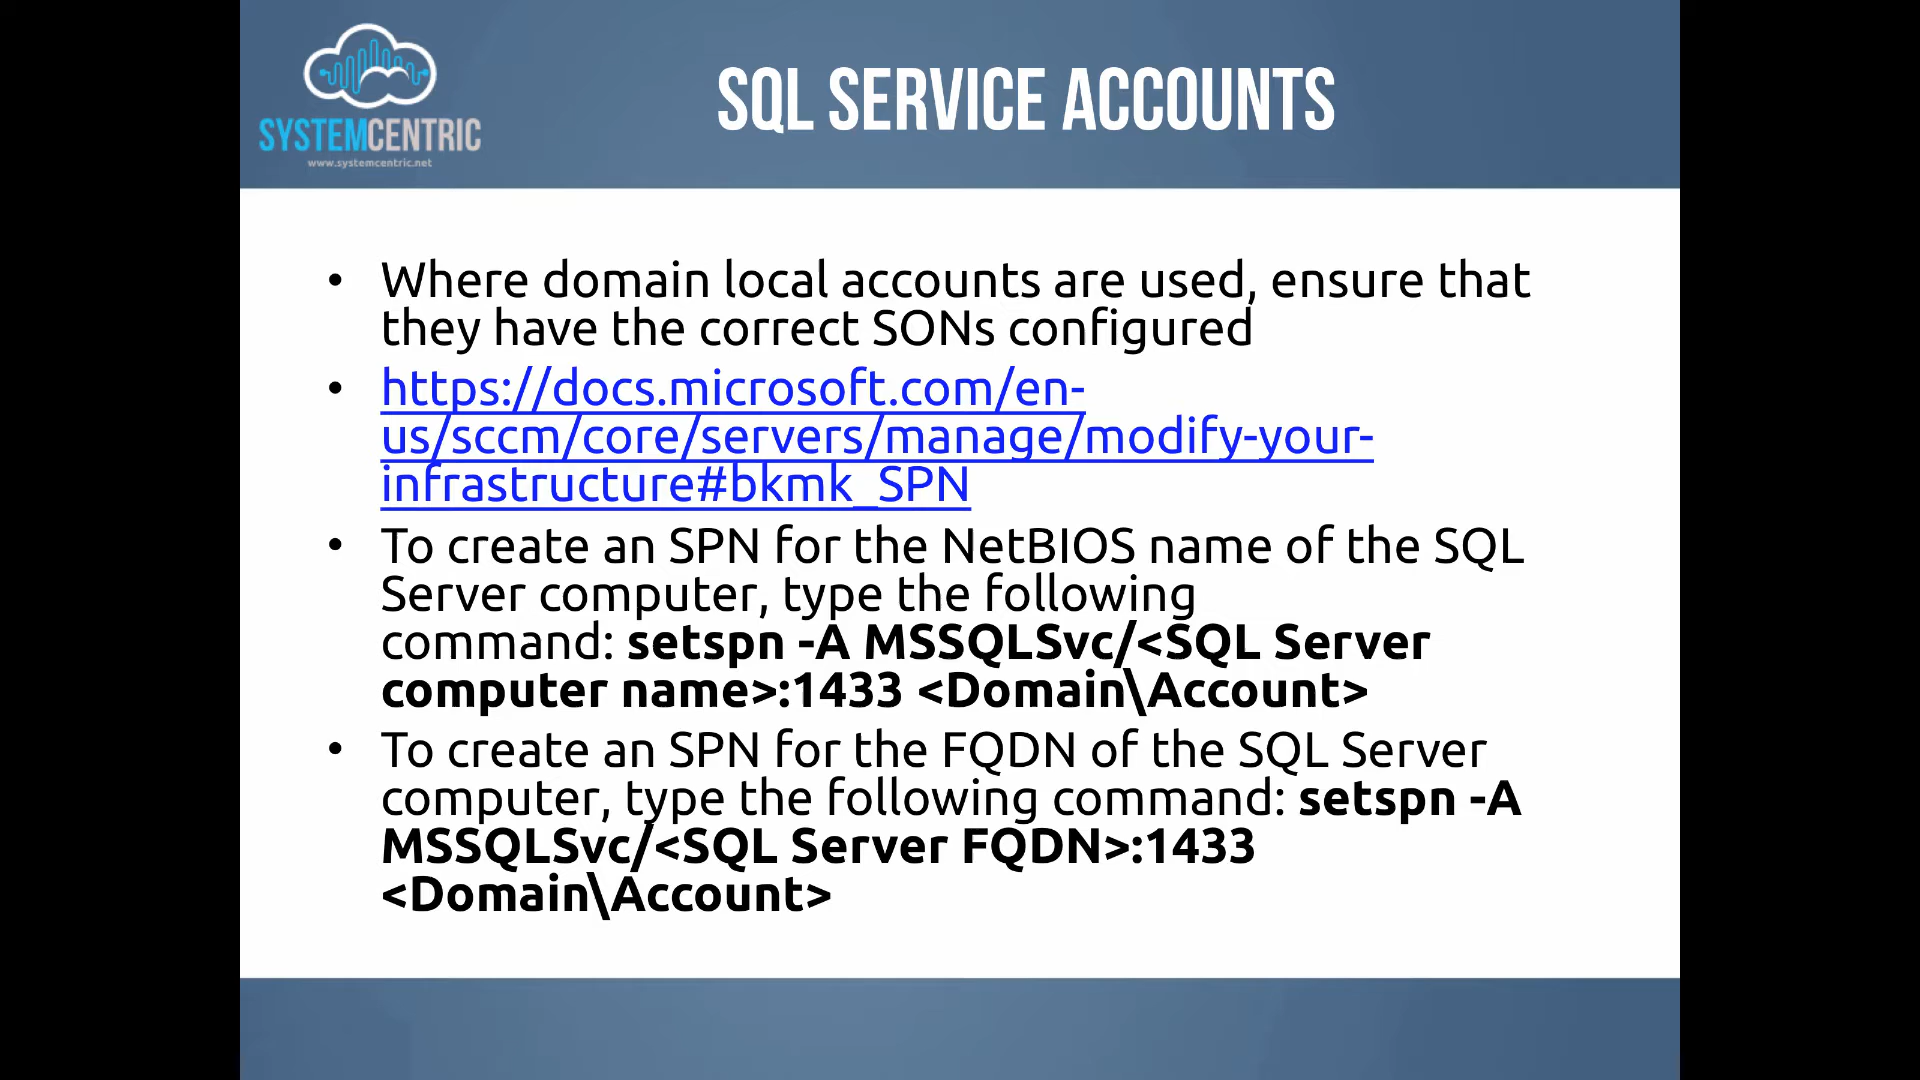 SYSTEMCENTRIC
www.systemcentric.net
SQL SERVICE ACCOUNTS
• Where domain local accounts are used, ensure that
they have the correct SONs configured
• https://docs.microsoft.com/en-
us/sccm/core/servers/manage/modify-your-
infrastructure#bkmk_SPN
• To create an SPN for the NetBIOS name of the SQL
Server computer, type the following
command: setspn -A MSSQLSvc/<SQL Server
computer name>:1433 <Domain\Account>
• To create an SPN for the FQDN of the SQL Server
computer, type the following command: setspn -A
MSSQLSvc/<SQL Server FQDN>:1433
<Domain\Account>